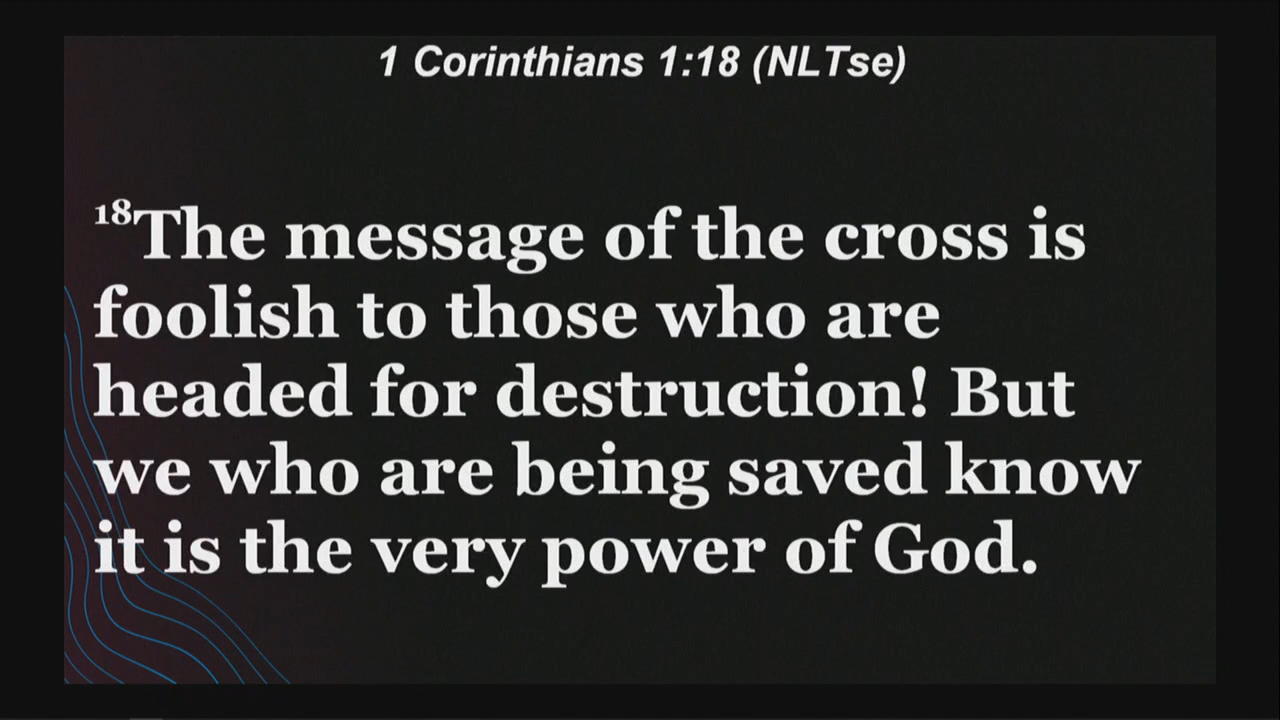 1 Corinthians 1:18 (NLTse)
¹⁸The message of the cross is
foolish to those who are
headed for destruction! But
we who are being saved know
it is the very power of God.